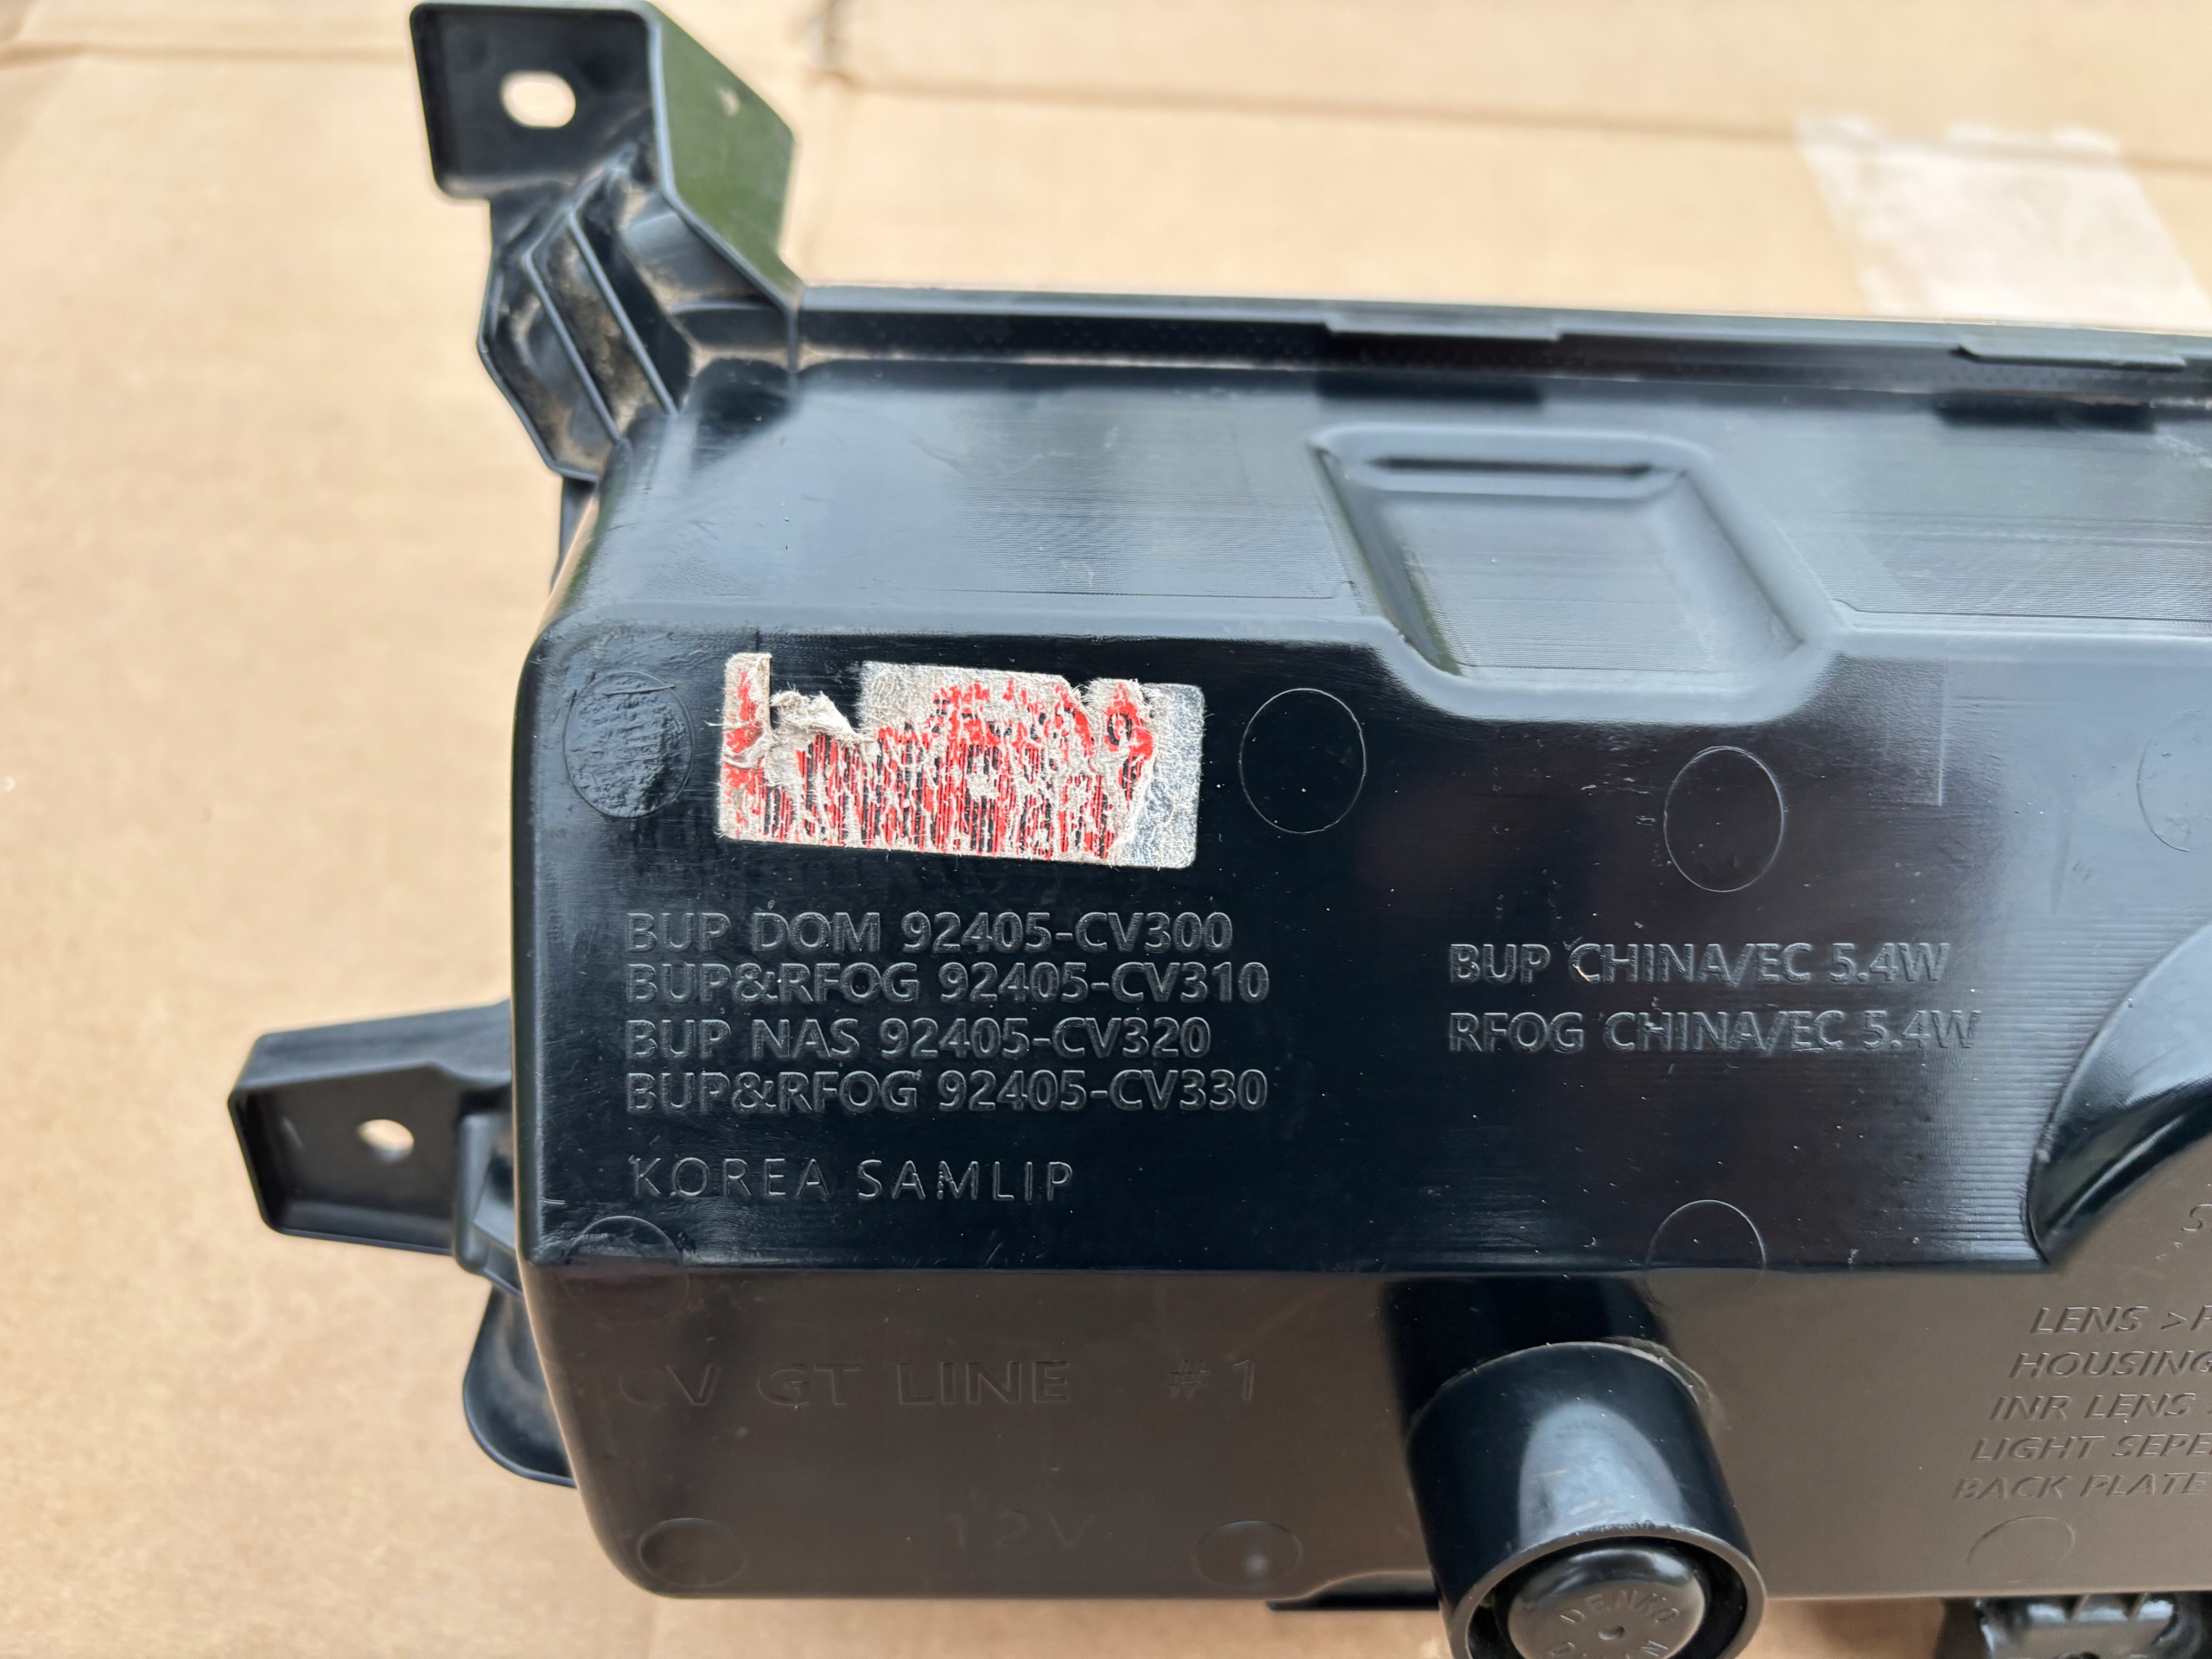 BUP DOM 92405-CV300
BUP&RFOG 92405-CV310
BUP NAS 92405-CV320
BUP&RFOG 92405-CV330
KOREA SAMLIP
BUP CHINA/EC 5.4W
RFOG CHINA/EC 5.4W
CV GT LINE #1
12V
LENS >P
HOUSING
INR LENS
LIGHT SEPE
BACK PLATE